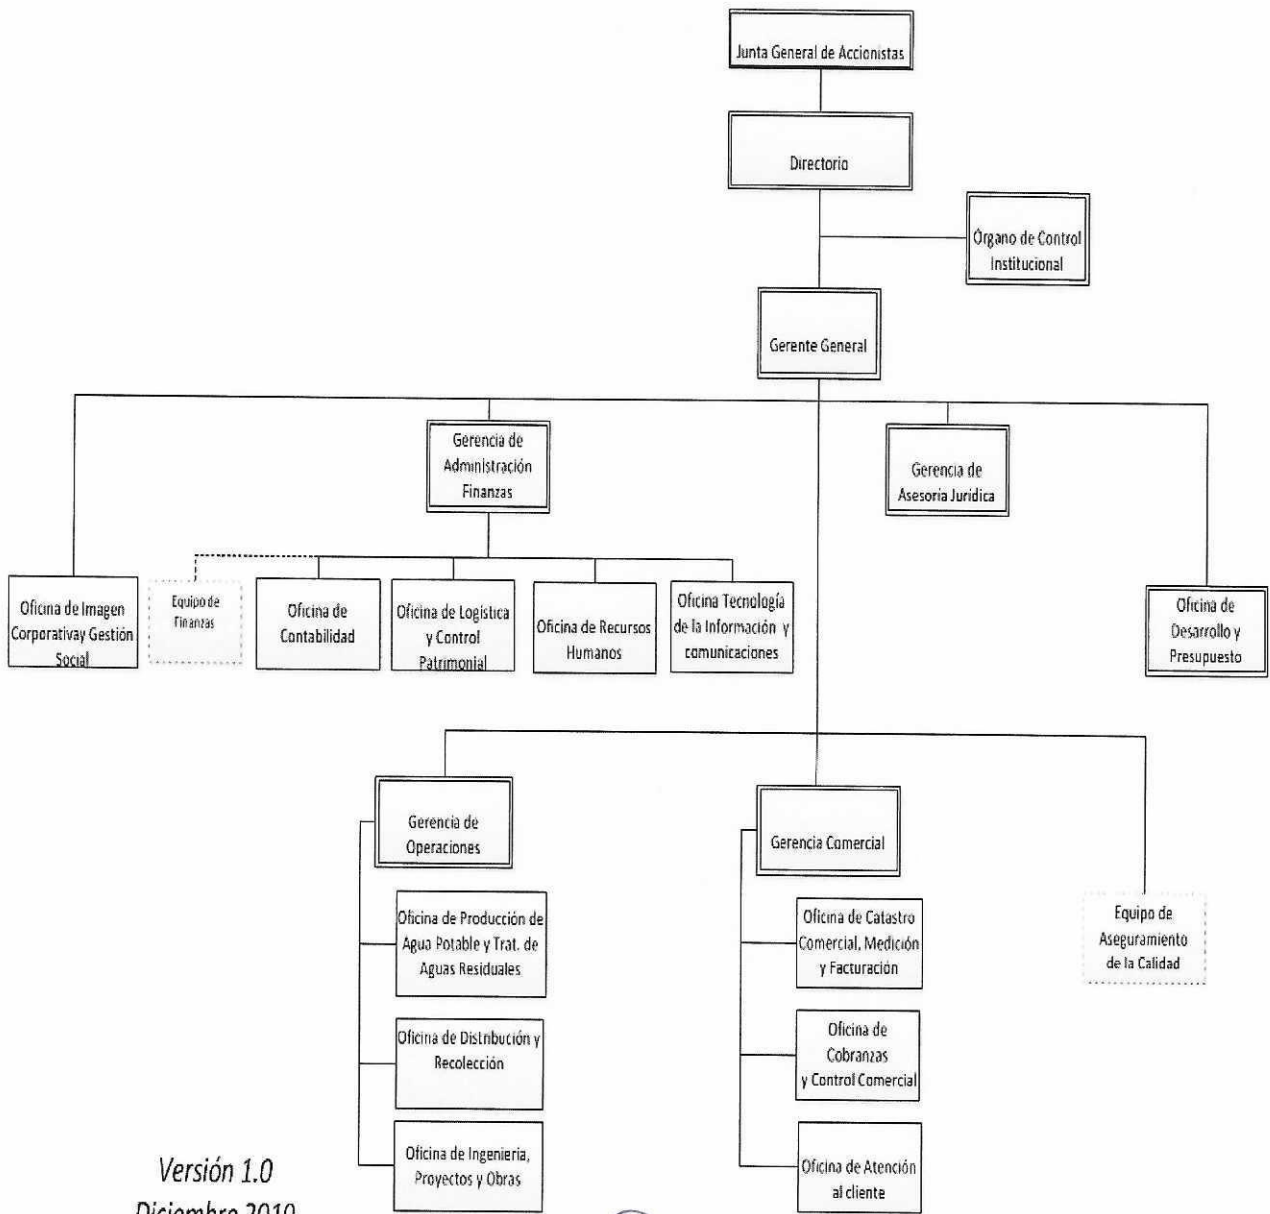 Junta General de Accionistas
Directorio
Órgano de Control
Institucional
Gerente General
Gerencia de
Administración
Finanzas
Gerencia de
Asesoria Juridica
Oficina de Imagen
Corporativay Gestión
Social
Equipo de
Finanzas
Oficina de
Contabilidad
Oficina de Logística
y Control
Patrimonial
Oficina de Recursos
Humanos
Oficina Tecnología
de la Información y
comunicaciones
Oficina de
Desarrollo y
Presupuesto
Gerencia de
Operaciones
Gerencia Comercial
Oficina de Producción de
Agua Potable y Trat. de
Aguas Residuales
Oficina de Catastro
Comercial, Medición
y Facturación
Equipo de
Aseguramiento
de la Calidad
Oficina de Distribución y
Recolección
Oficina de
Cobranzas
y Control Comercial
Oficina de Ingeniería,
Proyectos y Obras
Oficina de Atención
al cliente
Versión 1.0
Diciembre 2010